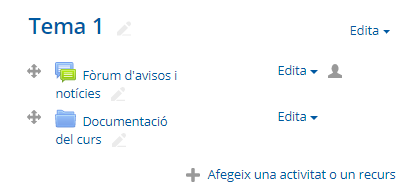 Tema 1
Edita
Fòrum d'avisos i
notícies
Edita
Documentació
del curs
Edita
Afegeix una activitat o un recurs